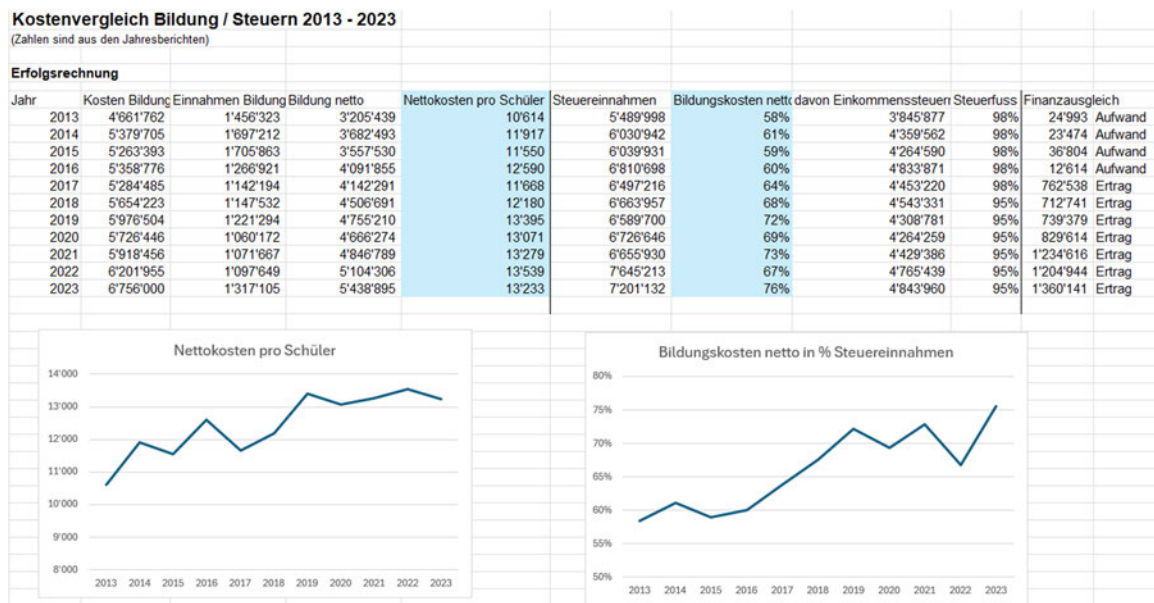 Kostenvergleich Bildung / Steuern 2013 - 2023
(Zahlen sind aus den Jahresberichten)
Erfolgsrechnung
Jahr Kosten Bildung Einnahmen Bildung Bildung netto Nettokosten pro Schüler Steuereinnahmen Bildungskosten netto davon Einkommenssteuern Steuerfuss Finanzausgleich
2013 4'661'762 1'456'323 3'205'439 10'614 5'489'998 58% 3'845'877 98% 24'993 Aufwand
2014 5'379'705 1'697'212 3'682'493 11'917 6'030'942 61% 4'359'562 98% 23'474 Aufwand
2015 5'263'393 1'705'863 3'557'530 11'550 6'039'931 59% 4'264'590 98% 36'804 Aufwand
2016 5'358'776 1'266'921 4'091'855 12'590 6'810'698 60% 4'833'871 98% 12'614 Aufwand
2017 5'284'485 1'142'194 4'142'291 11'668 6'497'216 64% 4'453'220 98% 762'538 Ertrag
2018 5'654'223 1'147'532 4'506'691 12'180 6'663'957 68% 4'543'331 95% 712'741 Ertrag
2019 5'976'504 1'221'294 4'755'210 13'395 6'589'700 72% 4'308'781 95% 739'379 Ertrag
2020 5'726'446 1'060'172 4'666'274 13'071 6'726'646 69% 4'264'259 95% 829'614 Ertrag
2021 5'918'456 1'071'667 4'846'789 13'279 6'655'930 73% 4'429'386 95% 1'234'616 Ertrag
2022 6'201'955 1'097'649 5'104'306 13'539 7'645'213 67% 4'765'439 95% 1'204'944 Ertrag
2023 6'756'000 1'317'105 5'438'895 13'233 7'201'132 76% 4'843'960 95% 1'360'141 Ertrag
Nettokosten pro Schüler
14'000
13'000
12'000
11'000
10'000
9'000
8'000
2013 2014 2015 2016 2017 2018 2019 2020 2021 2022 2023
Bildungskosten netto in % Steuereinnahmen
80%
75%
70%
65%
60%
55%
50%
2013 2014 2015 2016 2017 2018 2019 2020 2021 2022 2023